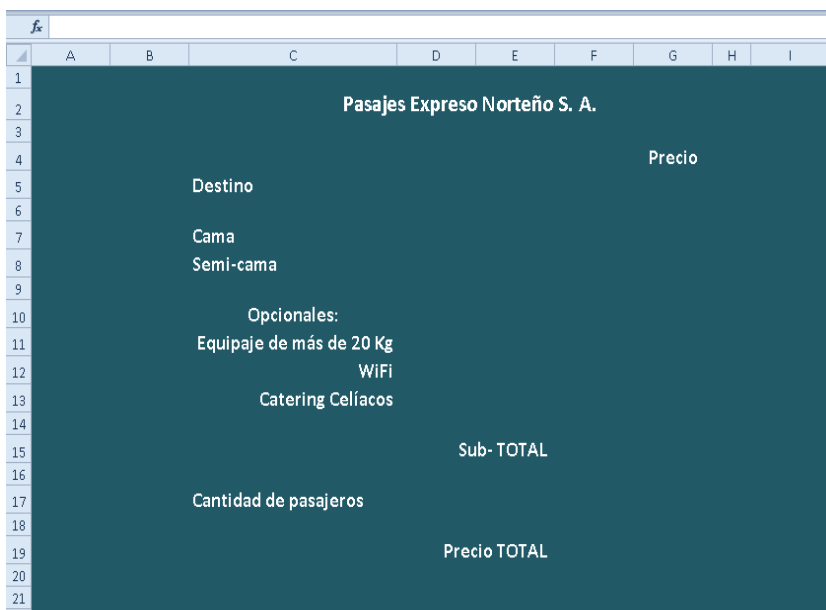 fx
A B C D E F G H I
1
2 Pasajes Expreso Norteño S. A.
3
4 Precio
5 Destino
6
7 Cama
8 Semi-cama
9
10 Opcionales:
11 Equipaje de más de 20 Kg
12 WiFi
13 Catering Celíacos
14
15 Sub- TOTAL
16
17 Cantidad de pasajeros
18
19 Precio TOTAL
20
21